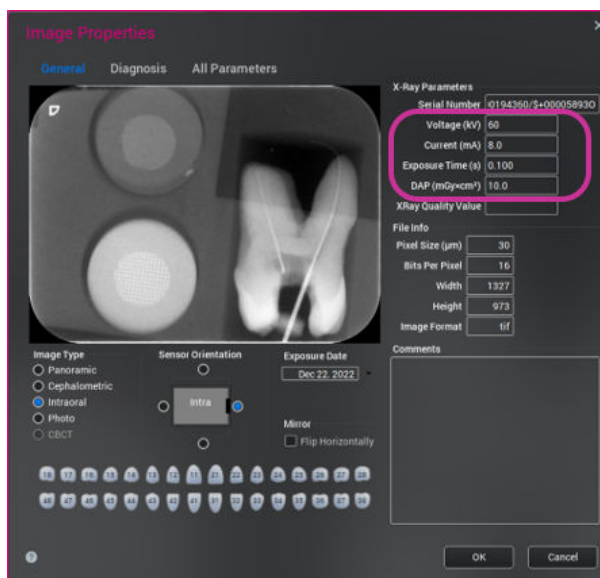 Image Properties
General Diagnosis All Parameters
X-Ray Parameters
Serial Number 0194360/$+00005893O
Voltage (kV) 60
Current (mA) 8.0
Exposure Time (s) 0.100
DAP (mGy×cm²) 10.0
XRay Quality Value
File Info
Pixel Size (µm) 30
Bits Per Pixel 16
Width 1327
Height 973
Image Format tif
Image Type
Panoramic
Cephalometric
Intraoral
Photo
CBCT
Sensor Orientation
Intra
Exposure Date
Dec 22. 2022
Mirror
Flip Horizontally
Comments
18 17 16 15 14 13 12 11 21 22 23 24 25 26 27 28
48 47 46 45 44 43 42 41 31 32 33 34 35 36 37 38
OK Cancel